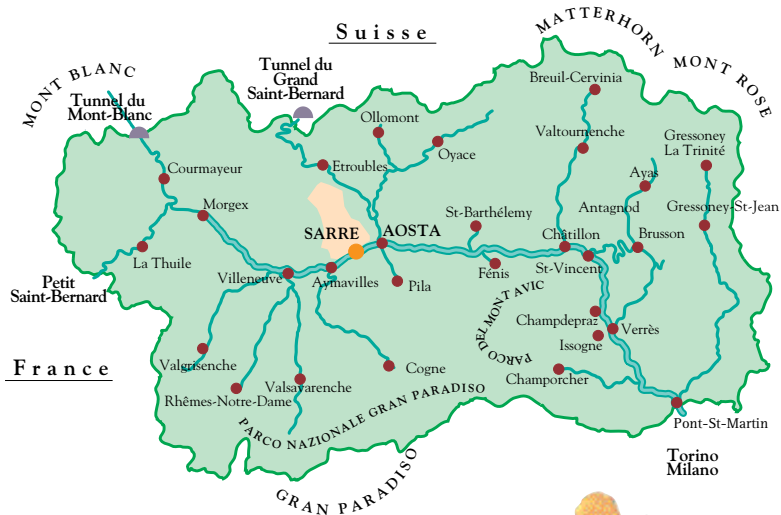 Suisse
MATTERHORN MONT ROSE
MONT BLANC
Tunnel du
Grand
Saint-Bernard
Tunnel du
Mont-Blanc
Breuil-Cervinia
Ollomont
Valtournenche
Gressoney
La Trinité
Oyace
Etroubles
Courmayeur
Ayas
Morgex
St-Barthélemy
Antagnod
Gressoney-St-Jean
SARRE
AOSTA
Châtillon
Brusson
La Thuile
St-Vincent
Petit
Saint-Bernard
Villeneuve
Aymavilles
Fénis
Pila
PARCO DEL MONT AVIC
Champdepraz
Verrès
Issogne
Valgrisenche
France
Cogne
Champorcher
Valsavarenche
Rhêmes-Notre-Dame
PARCO NAZIONALE GRAN PARADISO
Pont-St-Martin
GRAN PARADISO
Torino
Milano